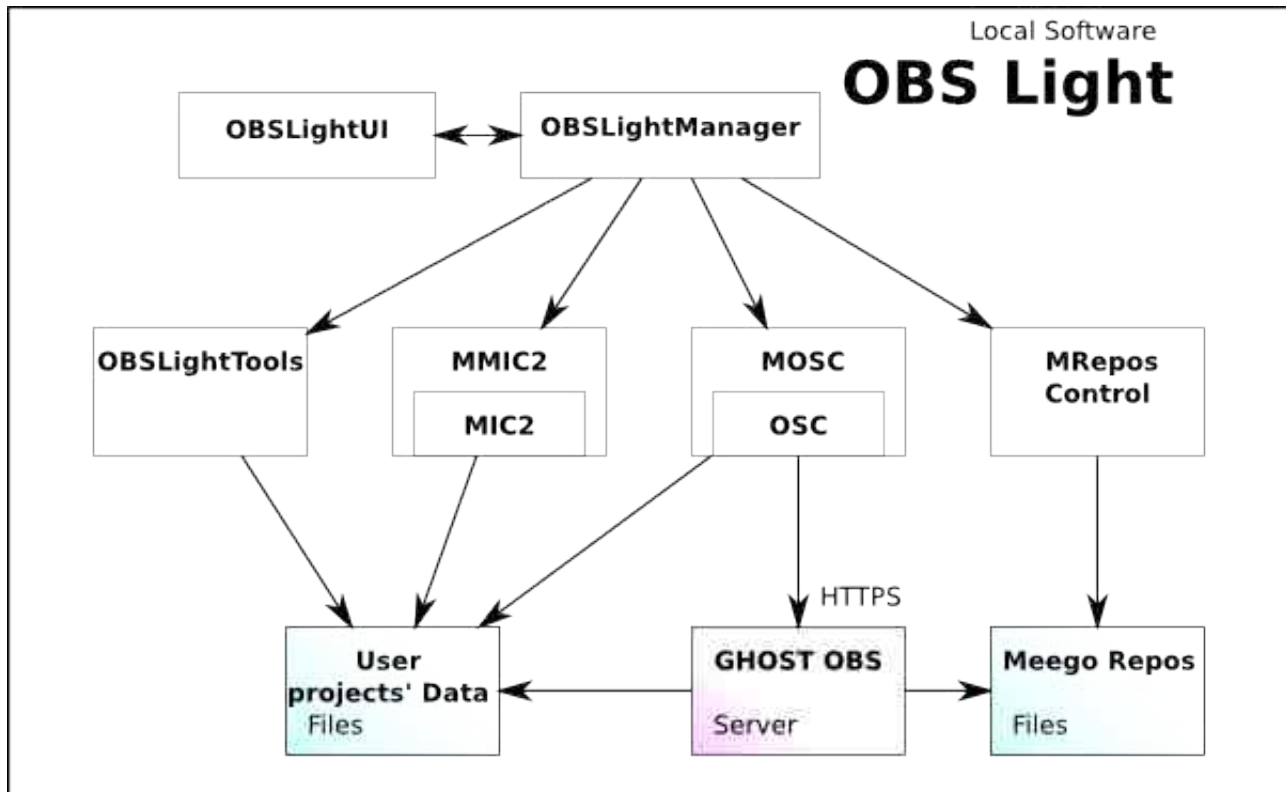 Local Software
OBS Light
OBSLightUI
OBSLightManager
OBSLightTools
MMIC2
MIC2
MOSC
OSC
MRepos
Control
HTTPS
User
projects' Data
Files
GHOST OBS
Server
Meego Repos
Files